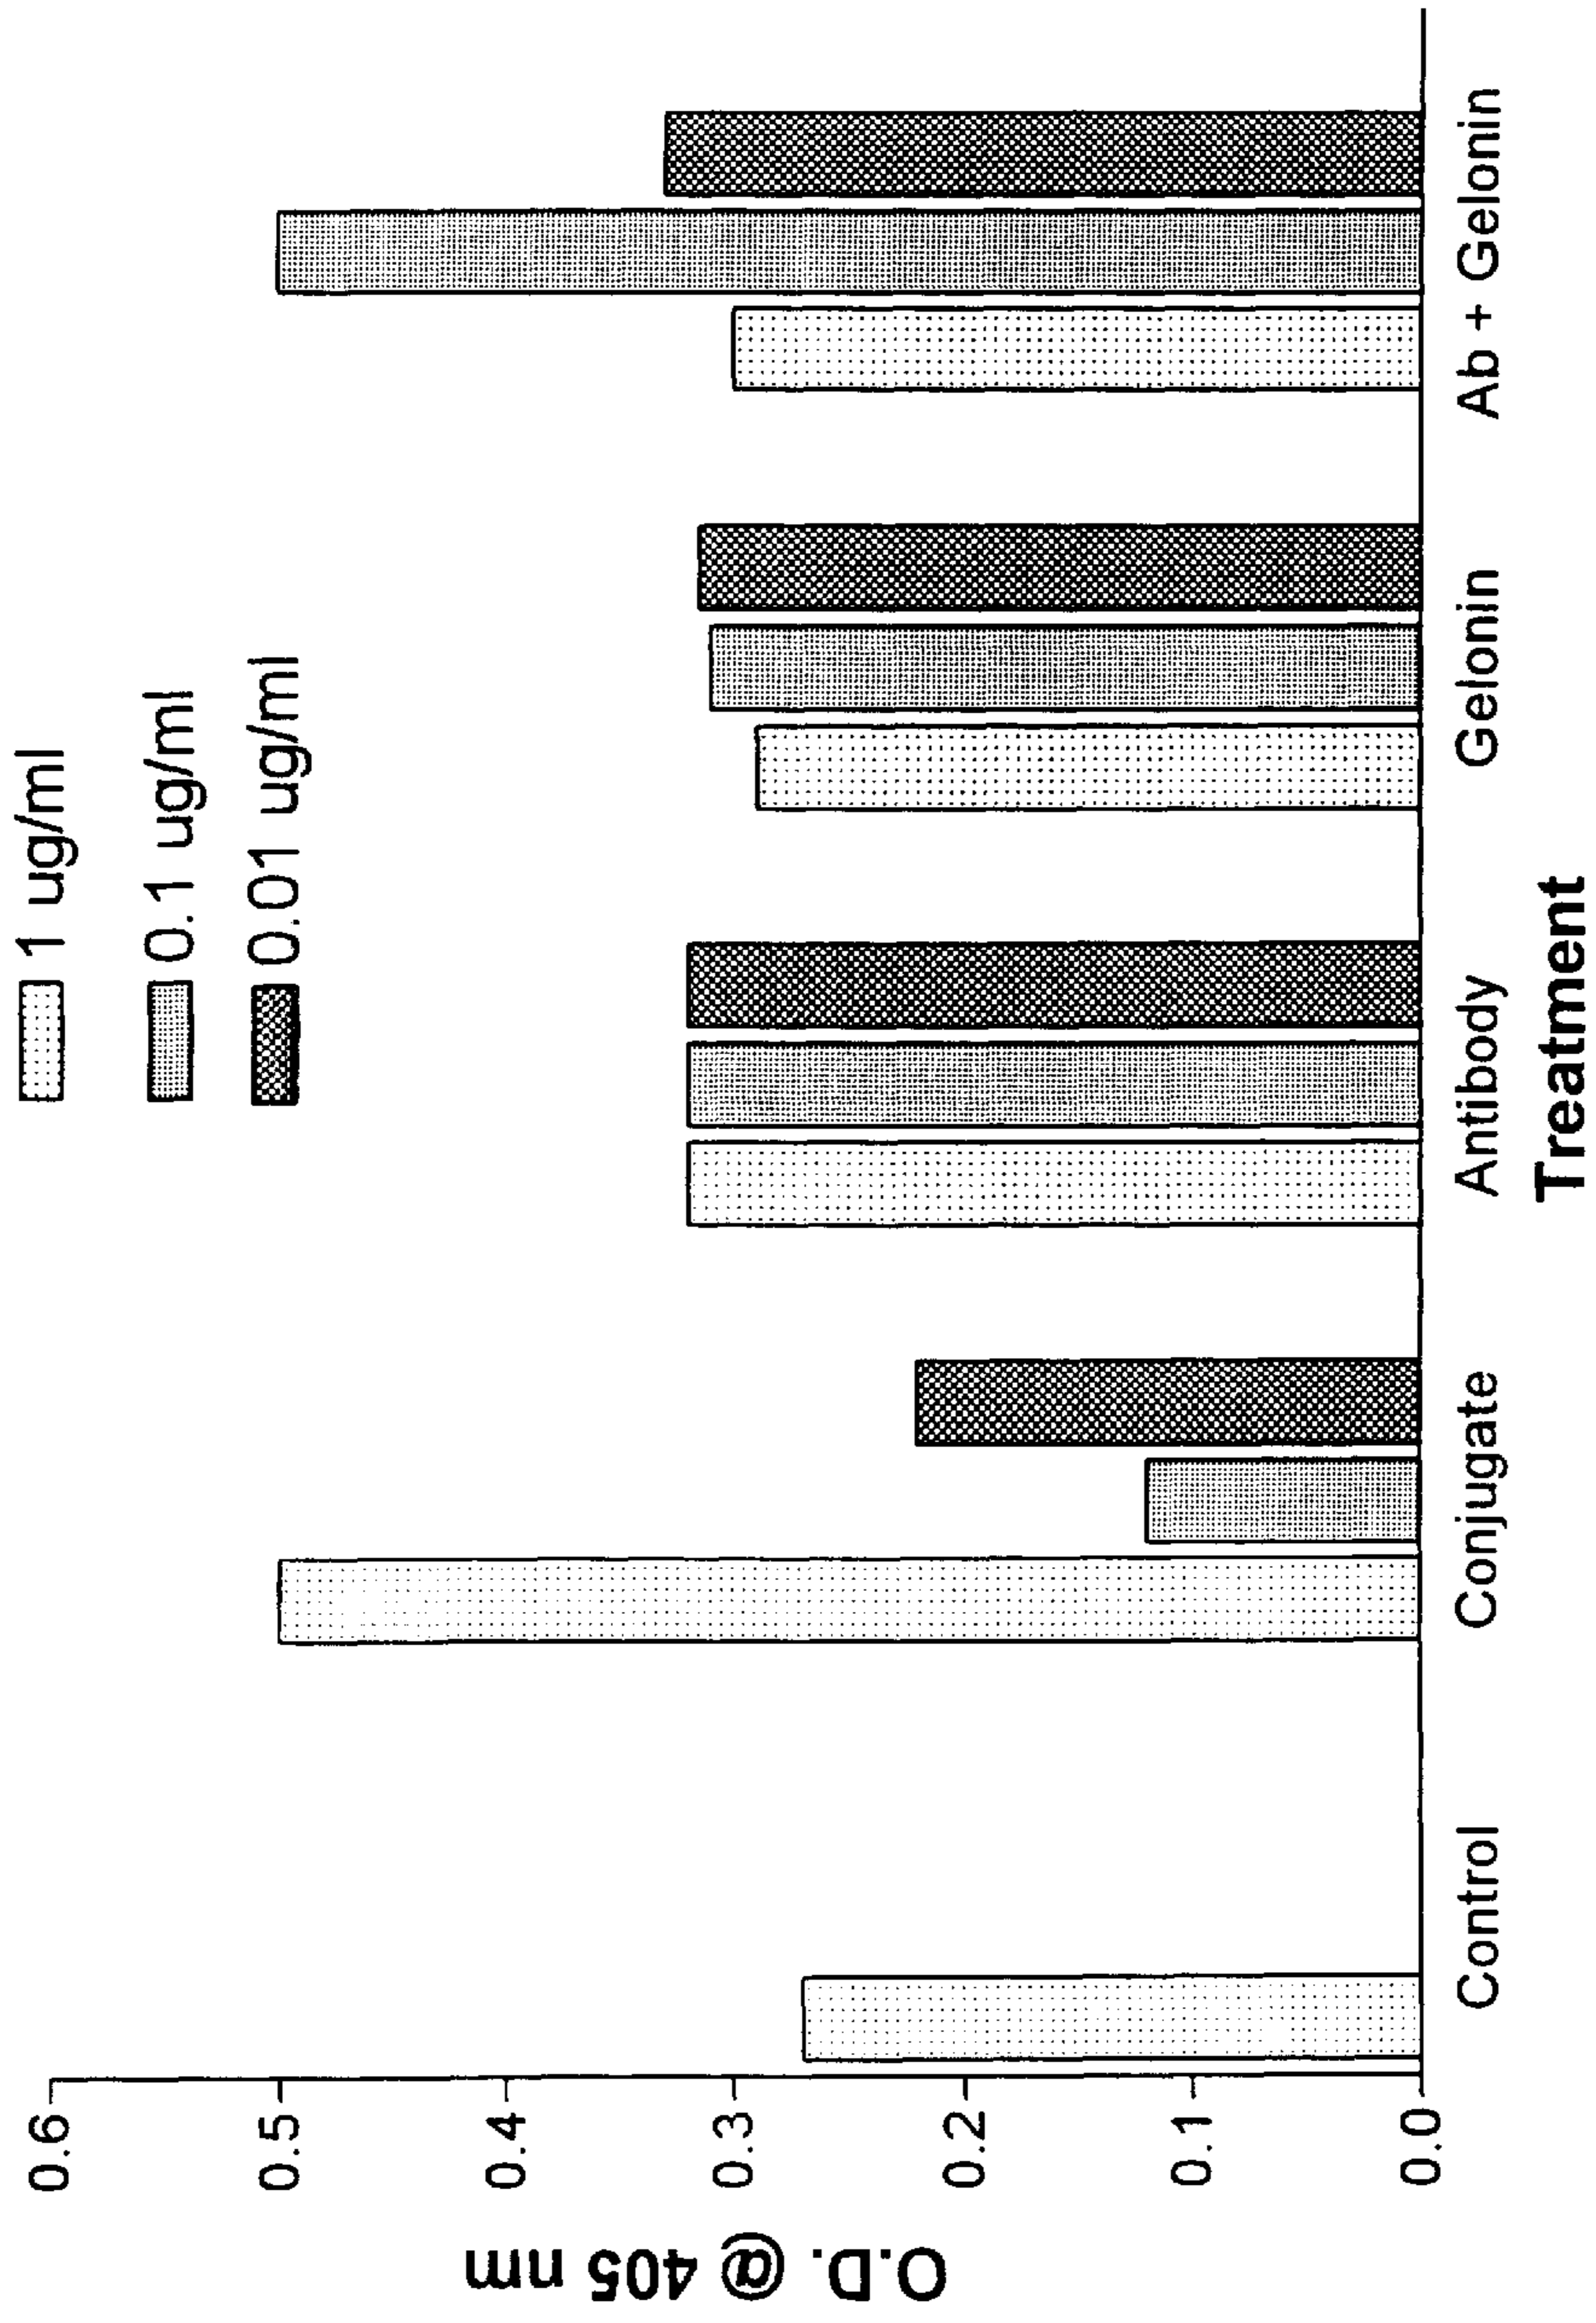 1 ug/ml
0.1 ug/ml
0.01 ug/ml
O.D. @ 405 nm
0.6
0.5
0.4
0.3
0.2
0.1
0.0
Control
Conjugate
Antibody
Gelonin
Ab + Gelonin
Treatment